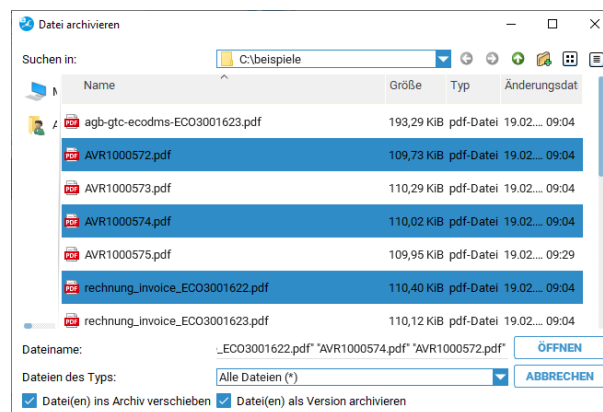 Datei archivieren
Suchen in: C:\beispiele
Name Größe Typ Änderungsdat
agb-gtc-ecodms-ECO3001623.pdf 193,29 KiB pdf-Datei 19.02.... 09:04
AVR1000572.pdf 109,73 KiB pdf-Datei 19.02.... 09:04
AVR1000573.pdf 110,29 KiB pdf-Datei 19.02.... 09:04
AVR1000574.pdf 110,02 KiB pdf-Datei 19.02.... 09:04
AVR1000575.pdf 109,95 KiB pdf-Datei 19.02.... 09:29
rechnung_invoice_ECO3001622.pdf 110,40 KiB pdf-Datei 19.02.... 09:04
rechnung_invoice_ECO3001623.pdf 110,12 KiB pdf-Datei 19.02.... 09:04
Dateiname: _ECO3001622.pdf" "AVR1000574.pdf" "AVR1000572.pdf" ÖFFNEN
Dateien des Typs: Alle Dateien (*) ABBRECHEN
Datei(en) ins Archiv verschieben Datei(en) als Version archivieren